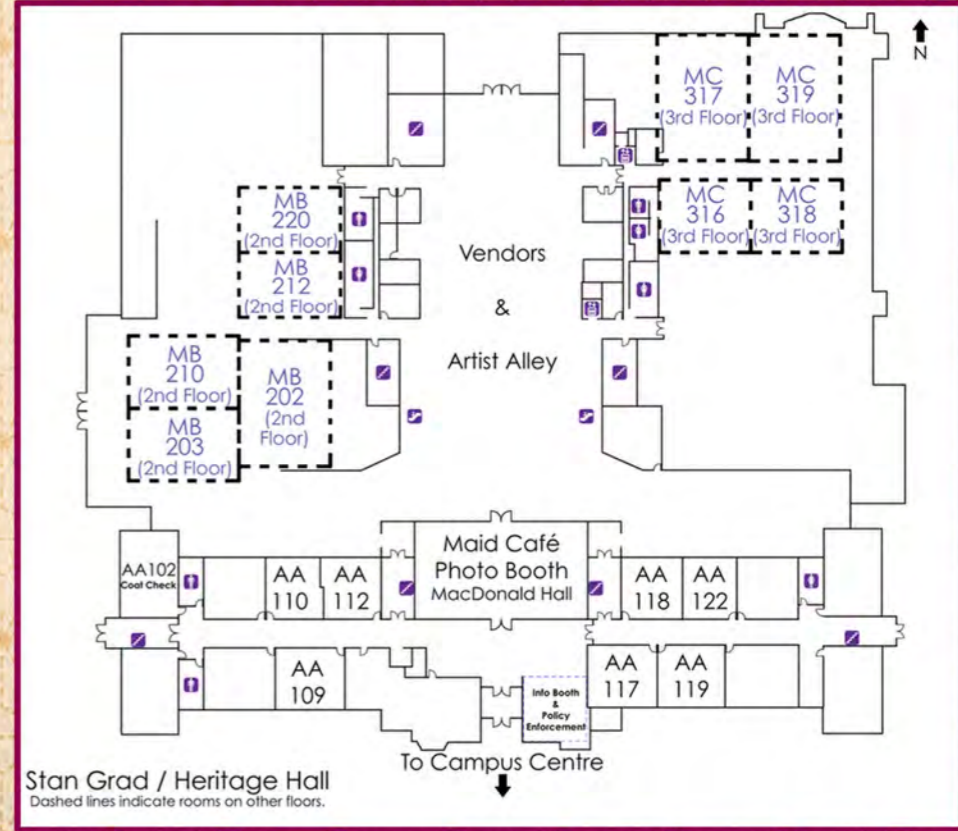 N
MC
317
(3rd Floor)
MC
319
(3rd Floor)
MB
220
(2nd Floor)
MC
316
(3rd Floor)
MC
318
(3rd Floor)
MB
212
(2nd Floor)
Vendors
&
Artist Alley
MB
210
(2nd Floor)
MB
202
(2nd
Floor)
MB
203
(2nd Floor)
AA102
Coat Check
AA
110
AA
112
Maid Café
Photo Booth
MacDonald Hall
AA
118
AA
122
AA
109
Info Booth
&
Policy
Enforcement
AA
117
AA
119
To Campus Centre
Stan Grad / Heritage Hall
Dashed lines indicate rooms on other floors.